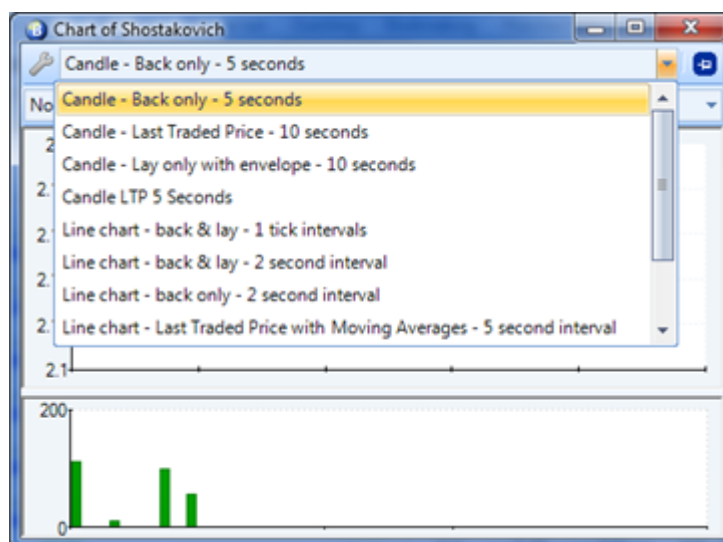 Chart of Shostakovich
Candle - Back only - 5 seconds
No
Candle - Back only - 5 seconds
Candle - Last Traded Price - 10 seconds
Candle - Lay only with envelope - 10 seconds
Candle LTP 5 Seconds
Line chart - back & lay - 1 tick intervals
Line chart - back & lay - 2 second interval
Line chart - back only - 2 second interval
Line chart - Last Traded Price with Moving Averages - 5 second interval
2.1
200
0